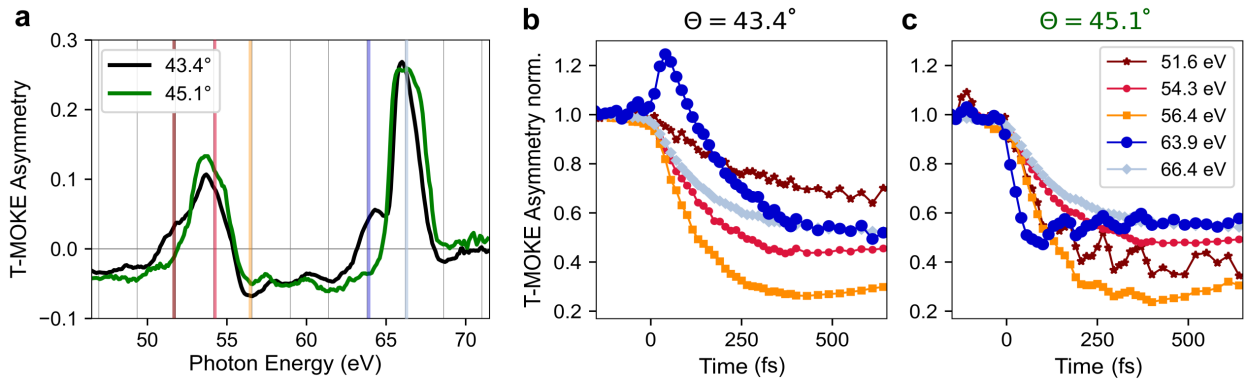 a
T-MOKE Asymmetry
0.3
0.2
0.1
0.0
−0.1
43.4°
45.1°
50
55
60
65
70
Photon Energy (eV)
b
Θ = 43.4°
T-MOKE Asymmetry norm.
1.2
1.0
0.8
0.6
0.4
0.2
0
250
500
Time (fs)
c
Θ = 45.1°
1.2
1.0
0.8
0.6
0.4
0.2
51.6 eV
54.3 eV
56.4 eV
63.9 eV
66.4 eV
0
250
500
Time (fs)